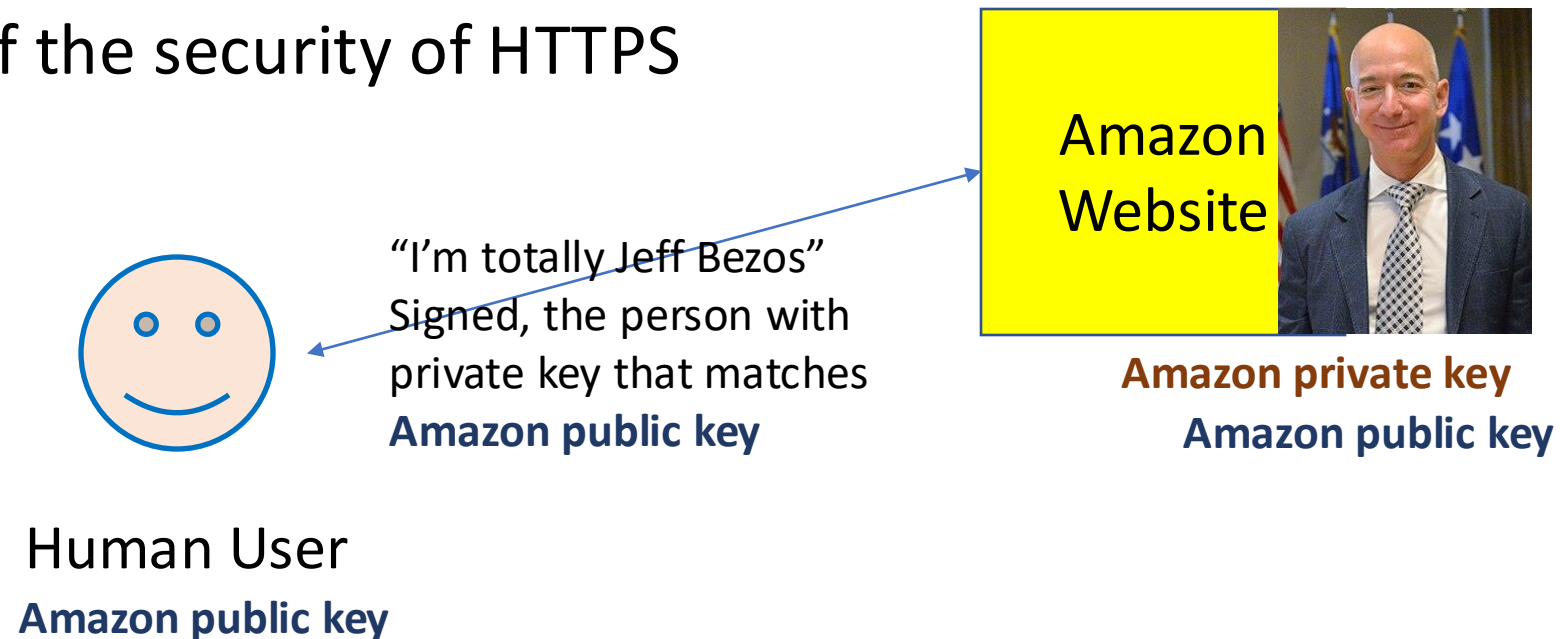 f the security of HTTPS
Amazon
Website
“I’m totally Jeff Bezos”
Signed, the person with
private key that matches
Amazon public key
Amazon private key
Amazon public key
Human User
Amazon public key